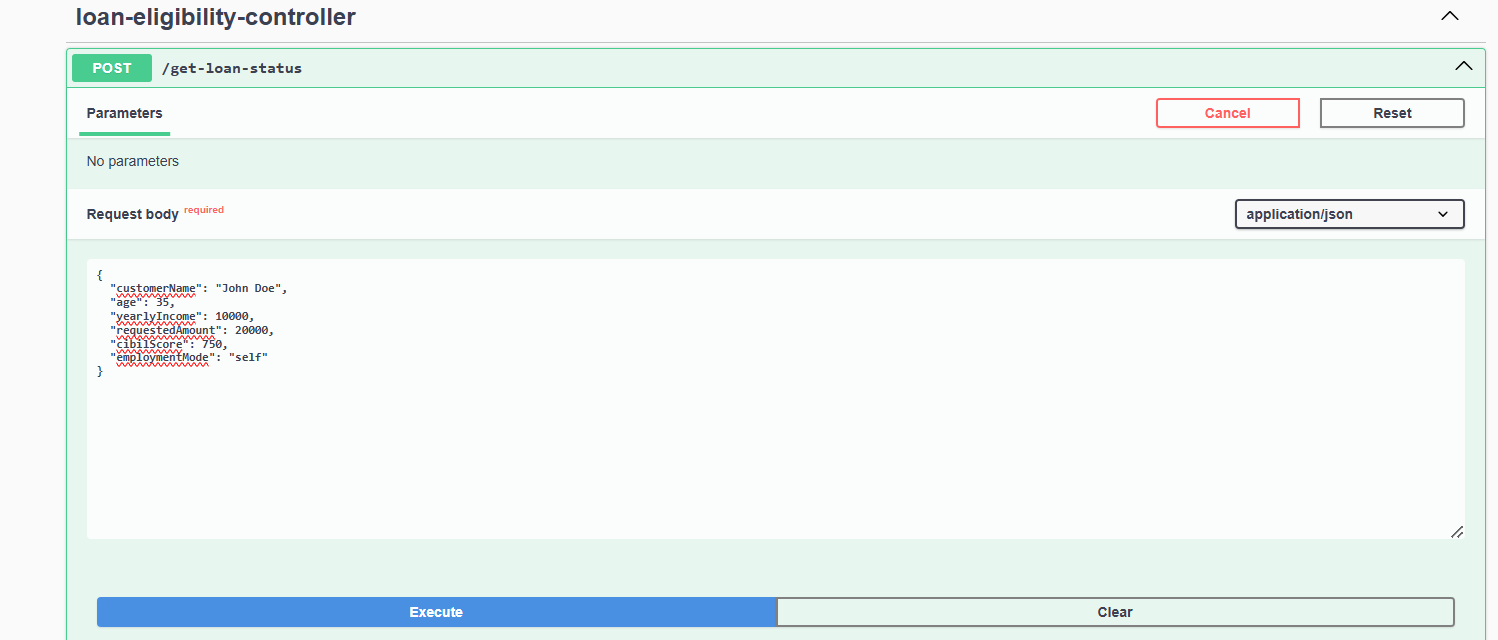 loan-eligibility-controller
POST /get-loan-status
Parameters Cancel Reset
No parameters
Request body required application/json
{
  "customerName": "John Doe",
  "age": 35,
  "yearlyIncome": 10000,
  "requestedAmount": 20000,
  "cibilScore": 750,
  "employmentMode": "self"
}
Execute Clear